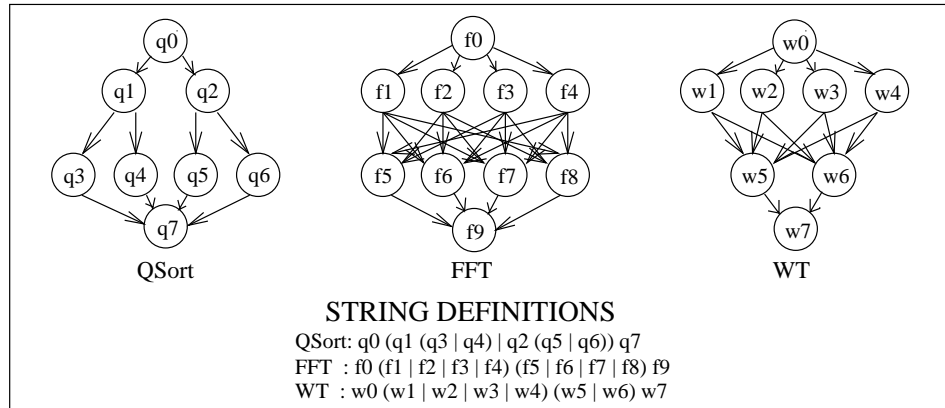 q0 f0 w0
q1 q2 f1 f2 f3 f4 w1 w2 w3 w4
q3 q4 q5 q6 f5 f6 f7 f8 w5 w6
q7 f9 w7
QSort FFT WT
STRING DEFINITIONS
QSort: q0 (q1 (q3 | q4) | q2 (q5 | q6)) q7
FFT : f0 (f1 | f2 | f3 | f4) (f5 | f6 | f7 | f8) f9
WT : w0 (w1 | w2 | w3 | w4) (w5 | w6) w7